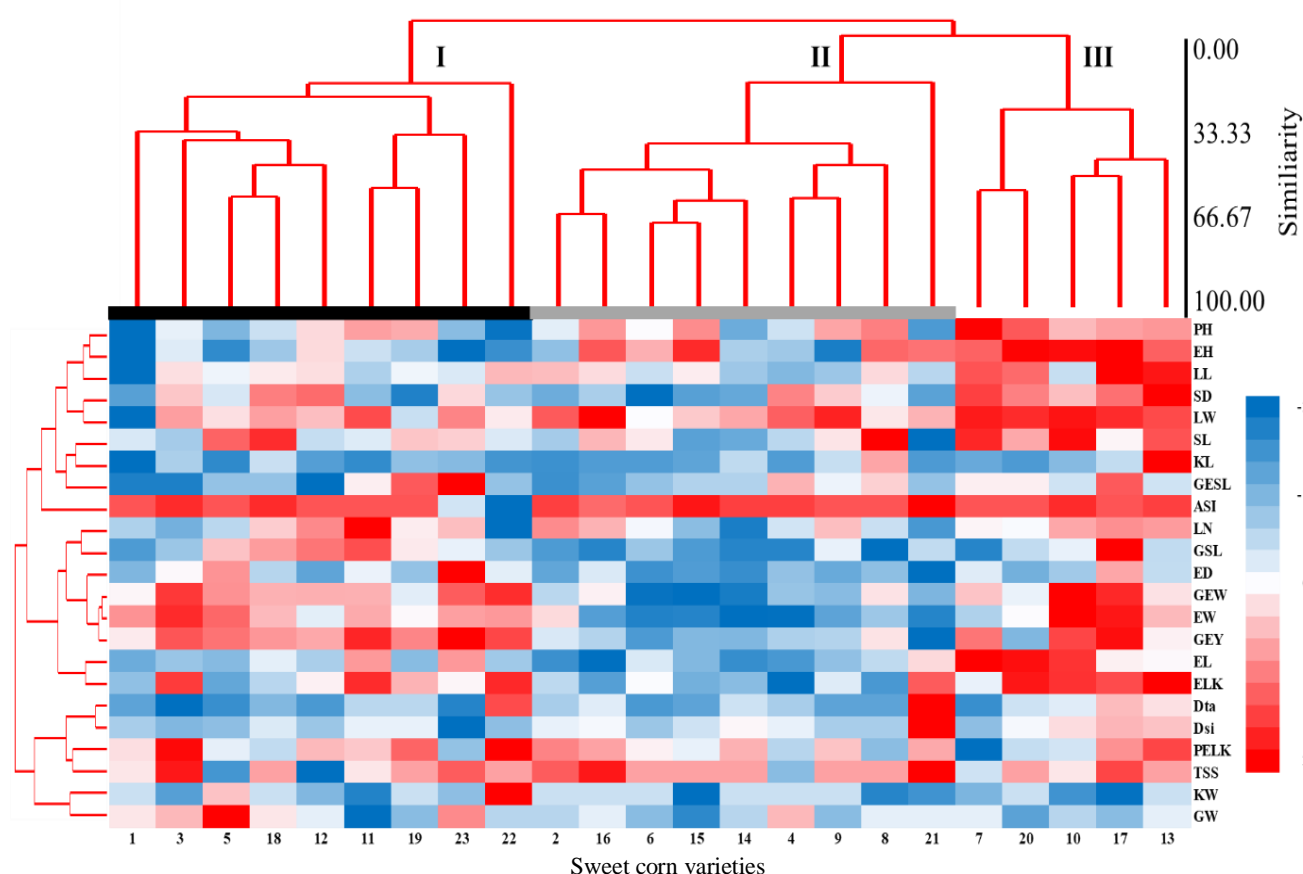 I
II
III
0.00
33.33
66.67
100.00
Similiarity
PH
EH
LL
SD
LW
SL
KL
GESL
ASI
LN
GSL
ED
GEW
EW
GEY
EL
ELK
Dta
Dsi
PELK
TSS
KW
GW
1 3 5 18 12 11 19 23 22 2 16 6 15 14 4 9 8 21 7 20 10 17 13
Sweet corn varieties